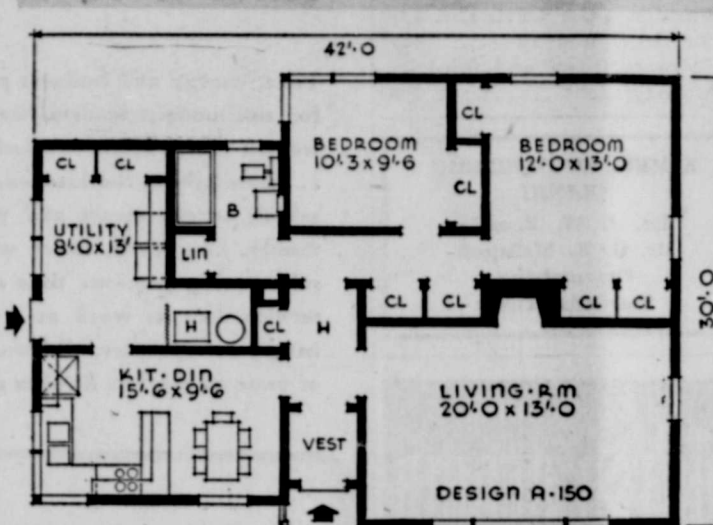 42'-0
BEDROOM
10'-3 x 9'-6
CL
BEDROOM
12'-0 x 13'-0
CL
CL
CL
UTILITY
8'-0 x 13'
B
LIN
CL
CL
CL
CL
H
CL
H
30'-0
KIT-DIN
15'-6 x 9'-6
LIVING-RM
20'-0 x 13'-0
VEST
DESIGN A-150